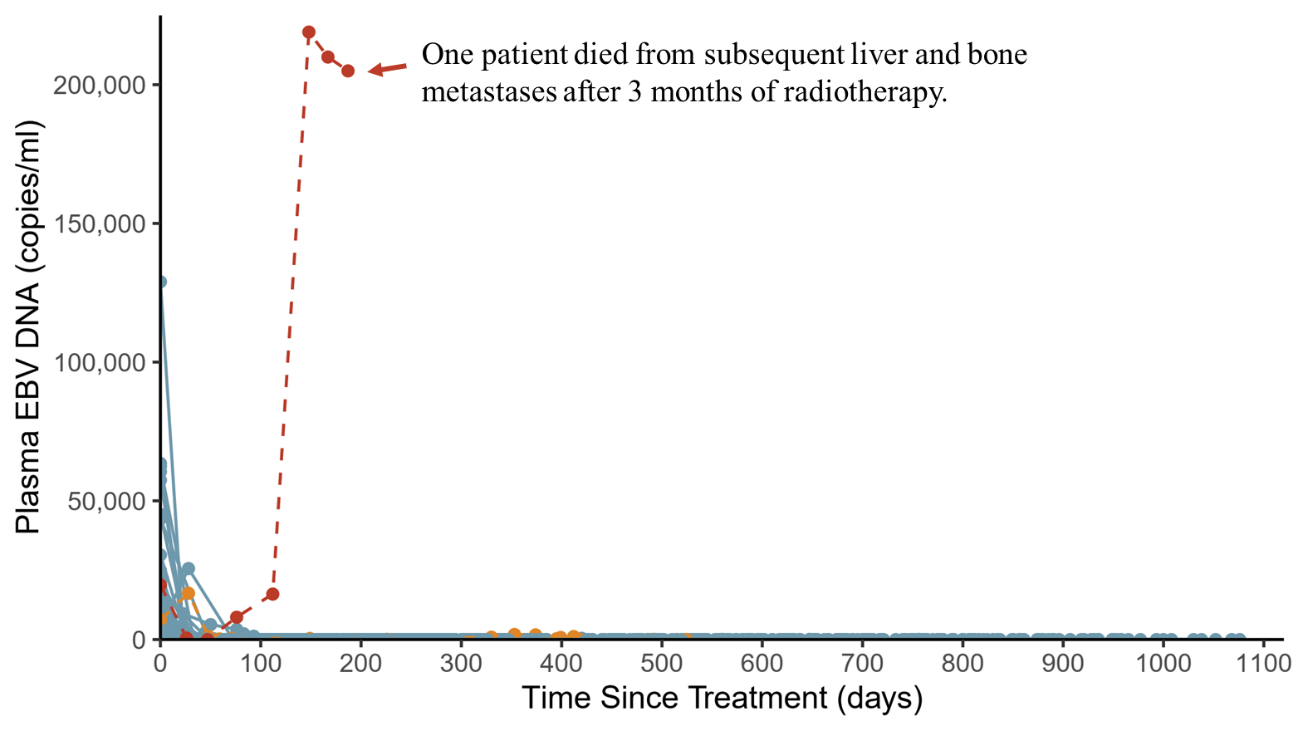 One patient died from subsequent liver and bone
metastases after 3 months of radiotherapy.
200,000
150,000
100,000
50,000
0
Plasma EBV DNA (copies/ml)
0 100 200 300 400 500 600 700 800 900 1000 1100
Time Since Treatment (days)